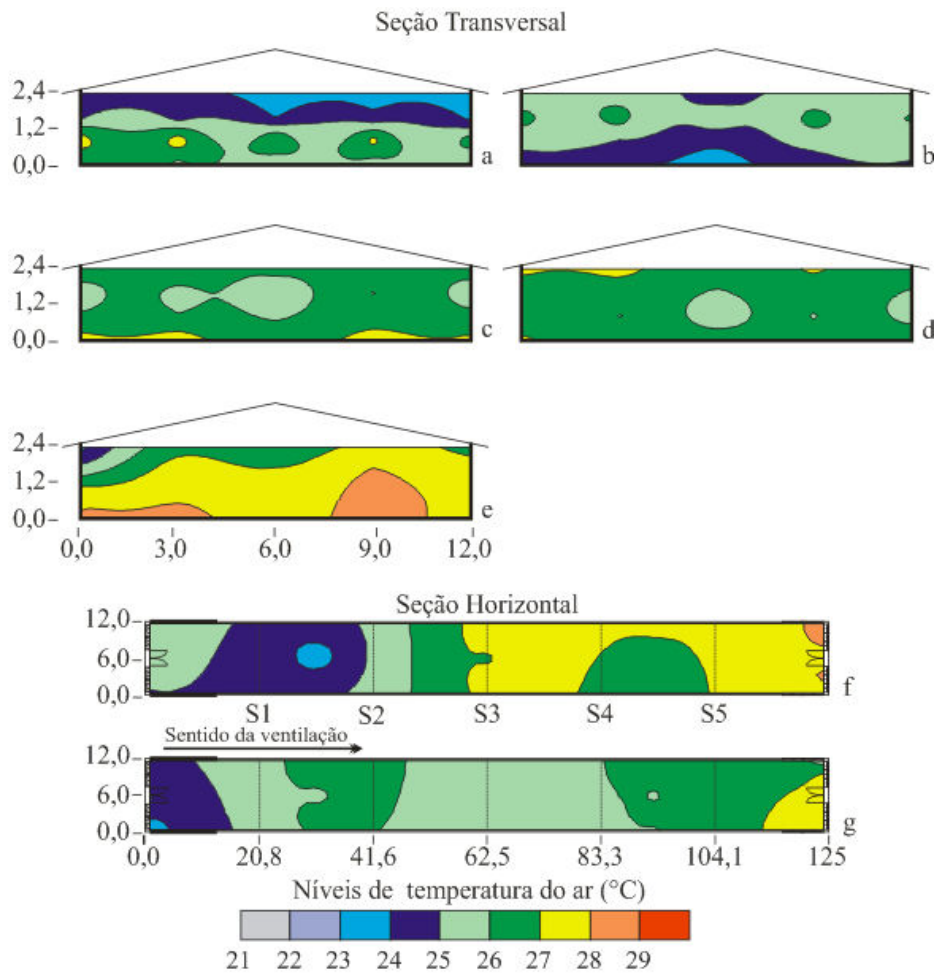 Seção Transversal
2,4
1,2
0,0
a
b
2,4
1,2
0,0
c
d
2,4
1,2
0,0
e
0,0 3,0 6,0 9,0 12,0
Seção Horizontal
12,0
6,0
0,0
f
S1 S2 S3 S4 S5
Sentido da ventilação
12,0
6,0
0,0
g
0,0 20,8 41,6 62,5 83,3 104,1 125
Níveis de temperatura do ar (°C)
21 22 23 24 25 26 27 28 29